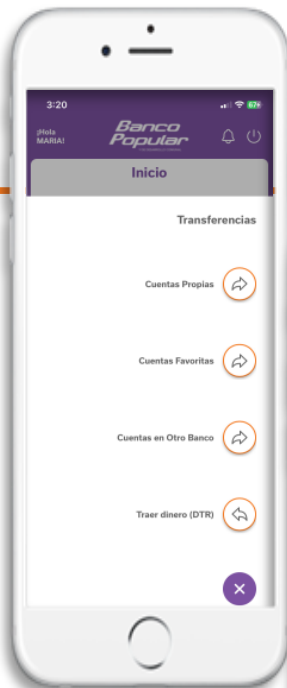 3:20
67%
¡Hola
MARIA!
Banco
Popular
Inicio
Transferencias
Cuentas Propias
Cuentas Favoritas
Cuentas en Otro Banco
Traer dinero (DTR)